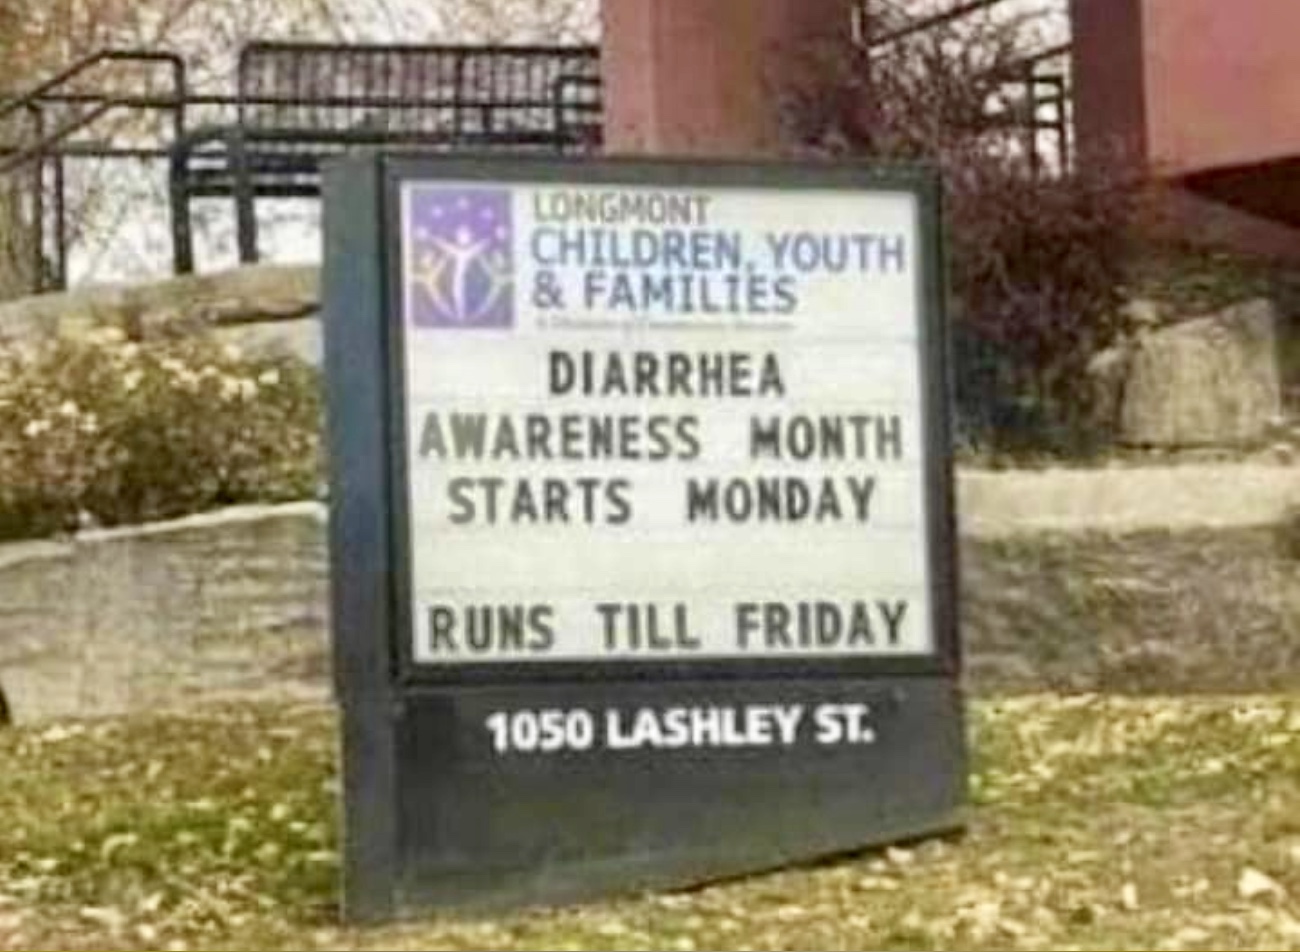 LONGMONT
CHILDREN, YOUTH
& FAMILIES
DIARRHEA
AWARENESS MONTH
STARTS MONDAY
RUNS TILL FRIDAY
1050 LASHLEY ST.